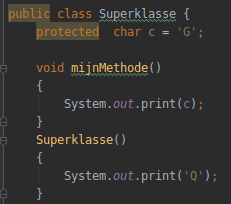 public class Superklasse {
    protected  char c = 'G';

    void mijnMethode()
    {
        System.out.print(c);
    }
    Superklasse()
    {
        System.out.print('Q');
    }